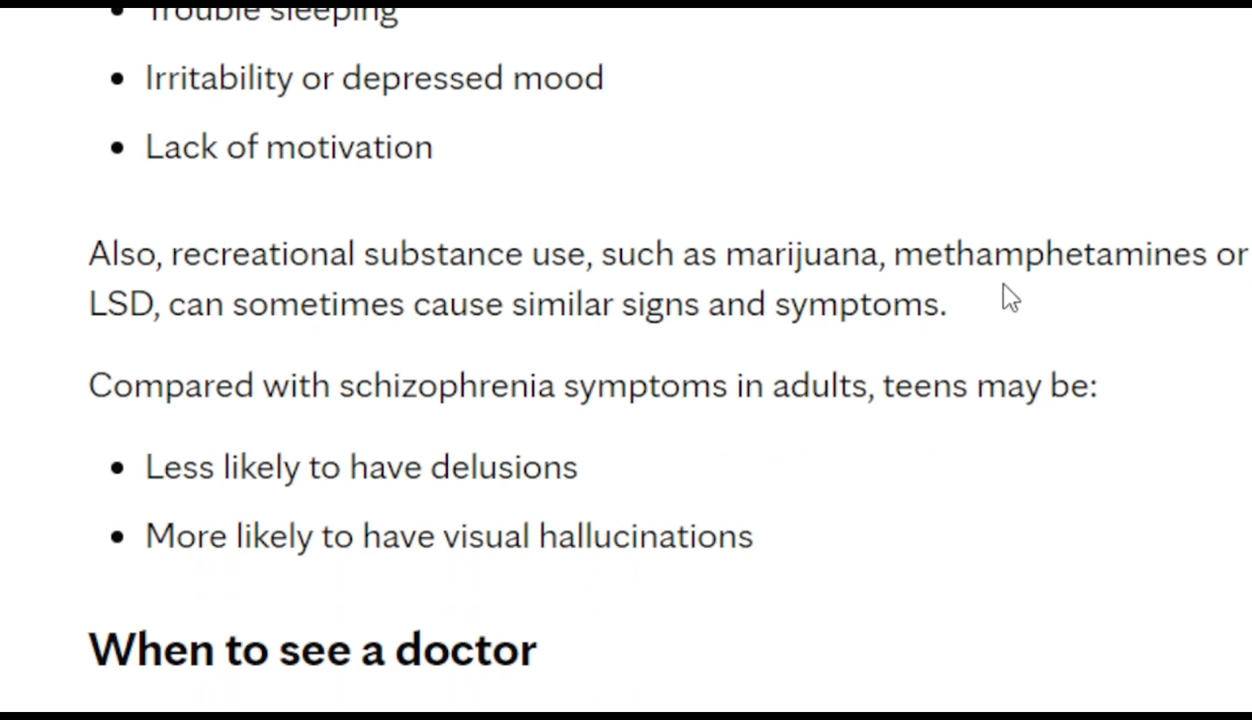 Trouble sleeping
Irritability or depressed mood
Lack of motivation
Also, recreational substance use, such as marijuana, methamphetamines or
LSD, can sometimes cause similar signs and symptoms.
Compared with schizophrenia symptoms in adults, teens may be:
Less likely to have delusions
More likely to have visual hallucinations
When to see a doctor